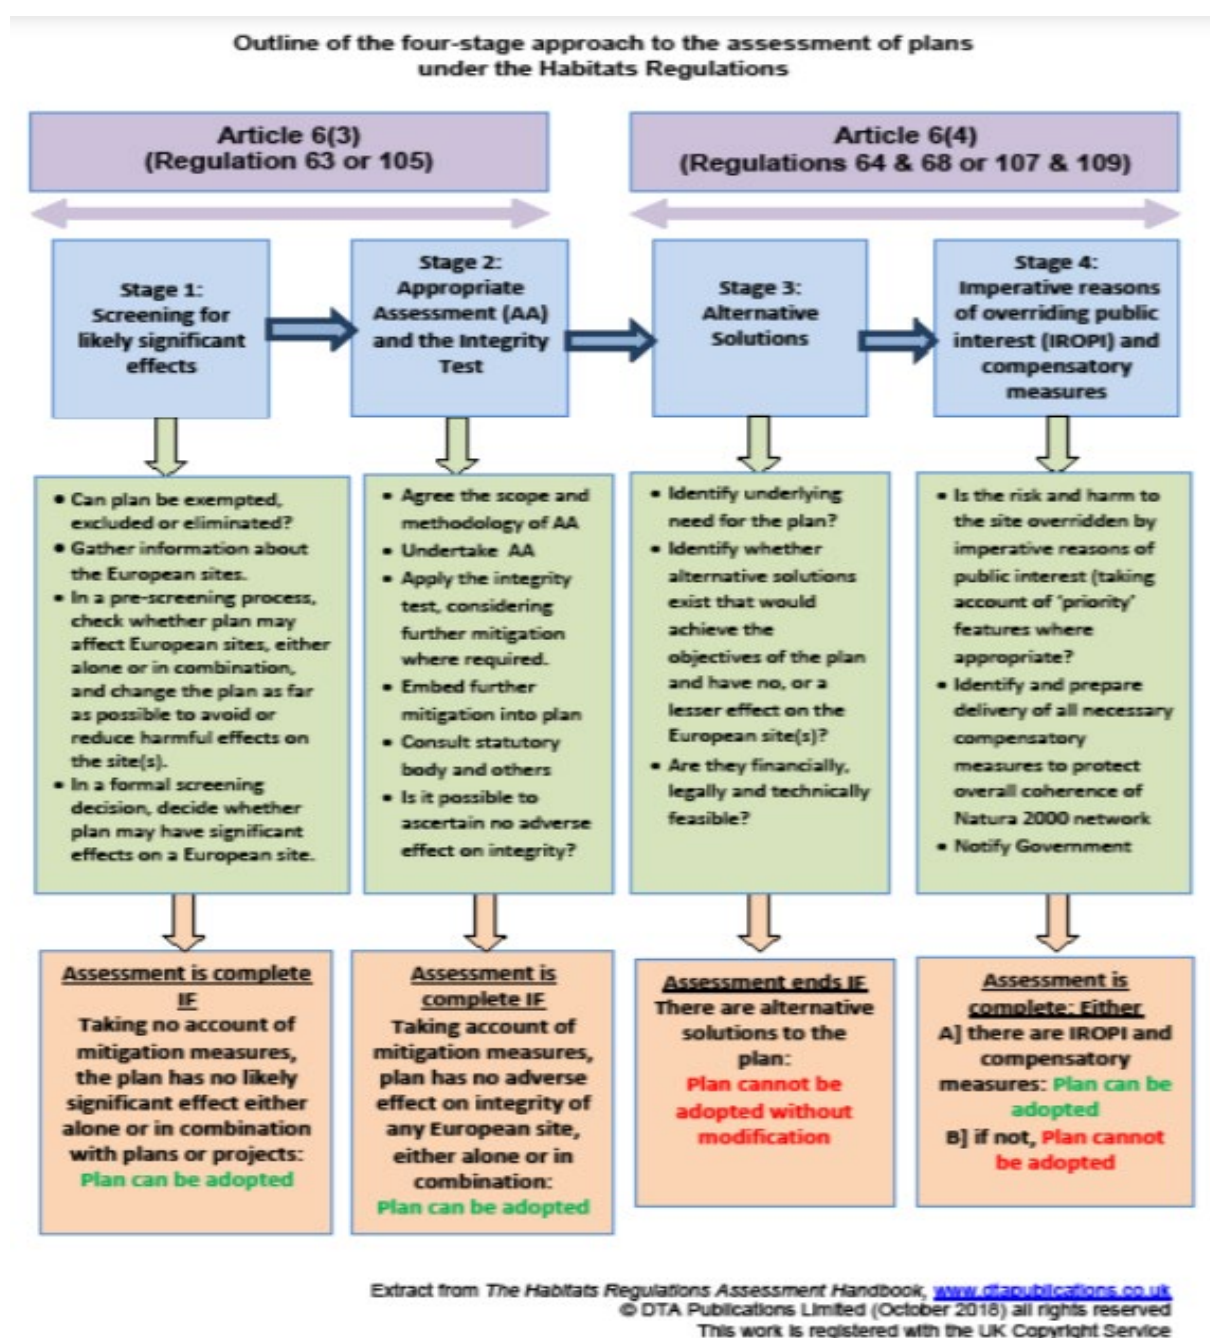 Outline of the four-stage approach to the assessment of plans
under the Habitats Regulations
Article 6(3)
(Regulation 63 or 105)
Article 6(4)
(Regulations 64 & 68 or 107 & 109)
Stage 1:
Screening for
likely significant
effects
Stage 2:
Appropriate
Assessment (AA)
and the Integrity
Test
Stage 3:
Alternative
Solutions
Stage 4:
Imperative reasons
of overriding public
interest (IROPI) and
compensatory
measures
• Can plan be exempted,
excluded or eliminated?
• Gather information about
the European sites.
• In a pre-screening process,
check whether plan may
affect European sites, either
alone or in combination,
and change the plan as far
as possible to avoid or
reduce harmful effects on
the site(s).
• In a formal screening
decision, decide whether
plan may have significant
effects on a European site.
• Agree the scope and
methodology of AA
• Undertake AA
• Apply the integrity
test, considering
further mitigation
where required.
• Embed further
mitigation into plan
• Consult statutory
body and others
• Is it possible to
ascertain no adverse
effect on integrity?
• Identify underlying
need for the plan?
• Identify whether
alternative solutions
exist that would
achieve the
objectives of the plan
and have no, or a
lesser effect on the
European site(s)?
• Are they financially,
legally and technically
feasible?
• Is the risk and harm to
the site overridden by
imperative reasons of
public interest (taking
account of ‘priority’
features where
appropriate?
• Identify and prepare
delivery of all necessary
compensatory
measures to protect
overall coherence of
Natura 2000 network
• Notify Government
Assessment is complete
IF
Taking no account of
mitigation measures,
the plan has no likely
significant effect either
alone or in combination
with plans or projects:
Plan can be adopted
Assessment is
complete IF
Taking account of
mitigation measures,
plan has no adverse
effect on integrity of
any European site,
either alone or in
combination:
Plan can be adopted
Assessment ends IF
There are alternative
solutions to the
plan:
Plan cannot be
adopted without
modification
Assessment is
complete: Either
A] there are IROPI and
compensatory
measures: Plan can be
adopted
B] if not, Plan cannot
be adopted
Extract from The Habitats Regulations Assessment Handbook, www.dtapublications.co.uk
© DTA Publications Limited (October 2018) all rights reserved
This work is registered with the UK Copyright Service